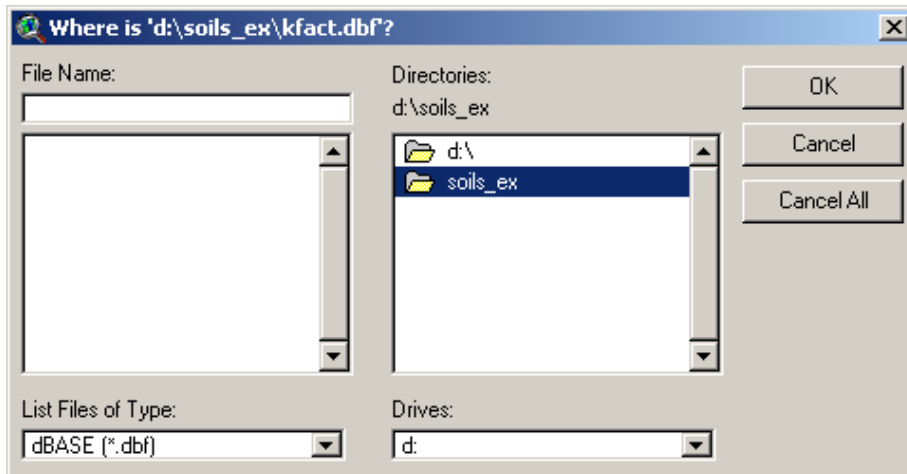 Where is 'd:\soils_ex\kfact.dbf'?
File Name:
Directories:
d:\soils_ex
d:\
soils_ex
OK
Cancel
Cancel All
List Files of Type:
dBASE (*.dbf)
Drives:
d: